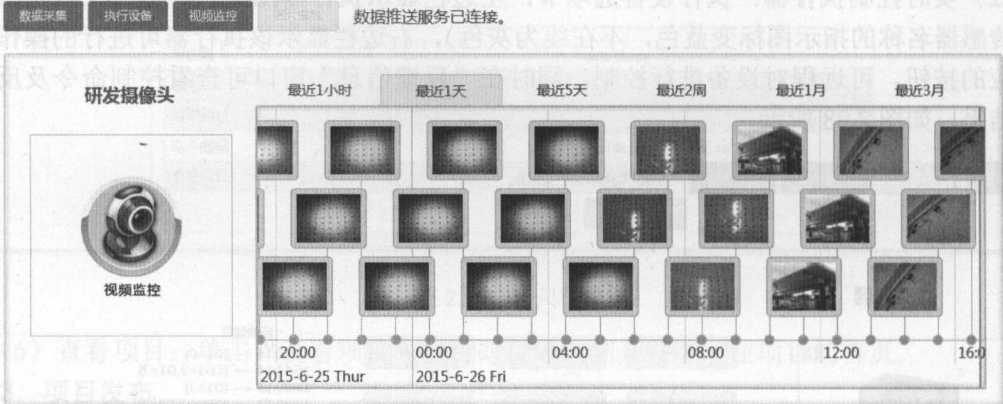 数据采集 执行设备 视频监控 数据推送服务已连接。
研发摄像头
最近1小时 最近1天 最近5天 最近2周 最近1月 最近3月
视频监控
20:00 00:00 04:00 08:00 12:00 16:0
2015-6-25 Thur 2015-6-26 Fri